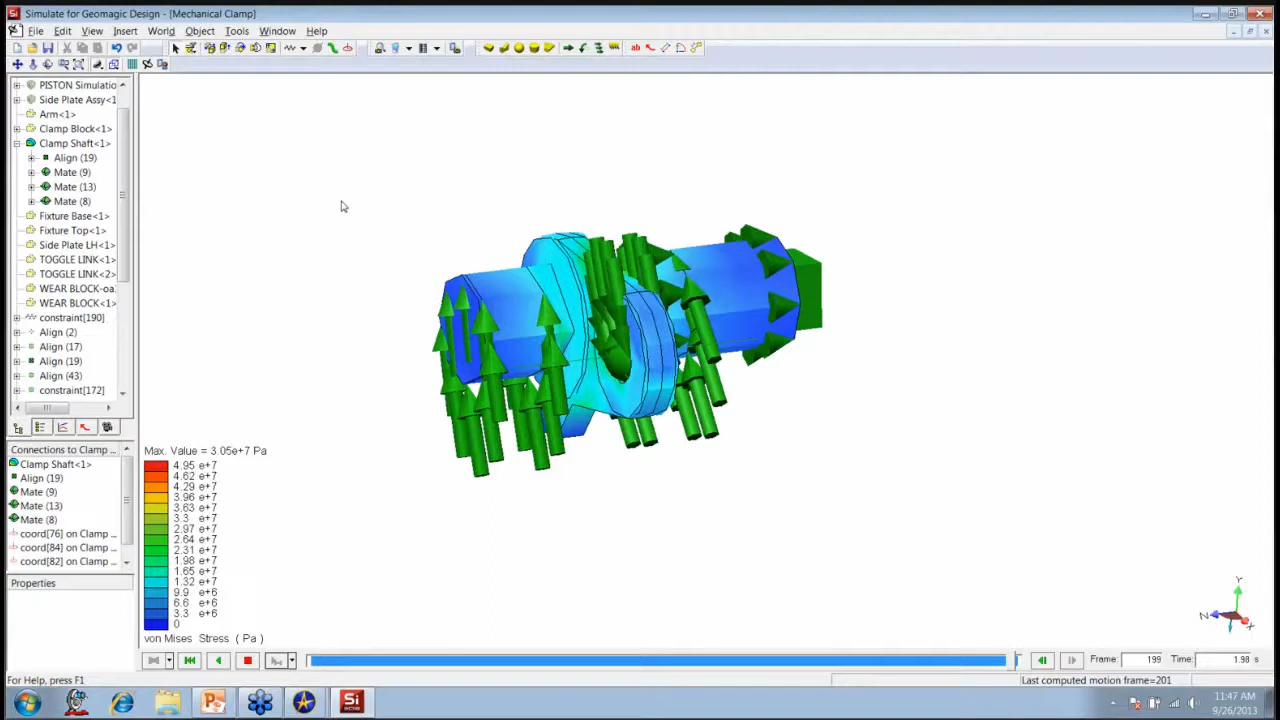 Simulate for Geomagic Design - [Mechanical Clamp]
File Edit View Insert World Object Tools Window Help
PISTON Simulatio
Side Plate Assy<1
Arm<1>
Clamp Block<1>
Clamp Shaft<1>
Align (19)
Mate (9)
Mate (13)
Mate (8)
Fixture Base<1>
Fixture Top<1>
Side Plate LH<1>
TOGGLE LINK<1>
TOGGLE LINK<2>
WEAR BLOCK-oa.
WEAR BLOCK<1>
constraint[190]
Align (2)
Align (17)
Align (19)
Align (43)
constraint[172]
Connections to Clamp ...
Clamp Shaft<1>
Align (19)
Mate (9)
Mate (13)
Mate (8)
coord[76] on Clamp ...
coord[84] on Clamp ...
coord[82] on Clamp ...
Properties
Max. Value = 3.05e+7 Pa
4.95 e+7
4.62 e+7
4.29 e+7
3.96 e+7
3.63 e+7
3.3 e+7
2.97 e+7
2.64 e+7
2.31 e+7
1.98 e+7
1.65 e+7
1.32 e+7
9.9 e+6
6.6 e+6
3.3 e+6
0
von Mises Stress ( Pa )
Y
Z
X
Frame: 199 Time: 1.98 s
For Help, press F1
Last computed motion frame=201
11:47 AM
9/26/2013